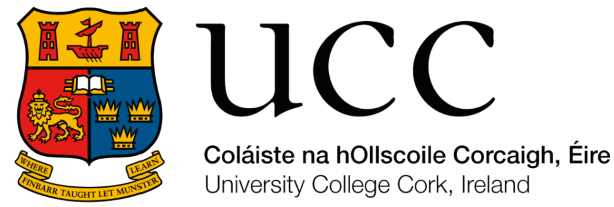 ucc
Coláiste na hOllscoile Corcaigh, Éire
University College Cork, Ireland
WHERE
FINBARR TAUGHT LET MUNSTER
LEARN